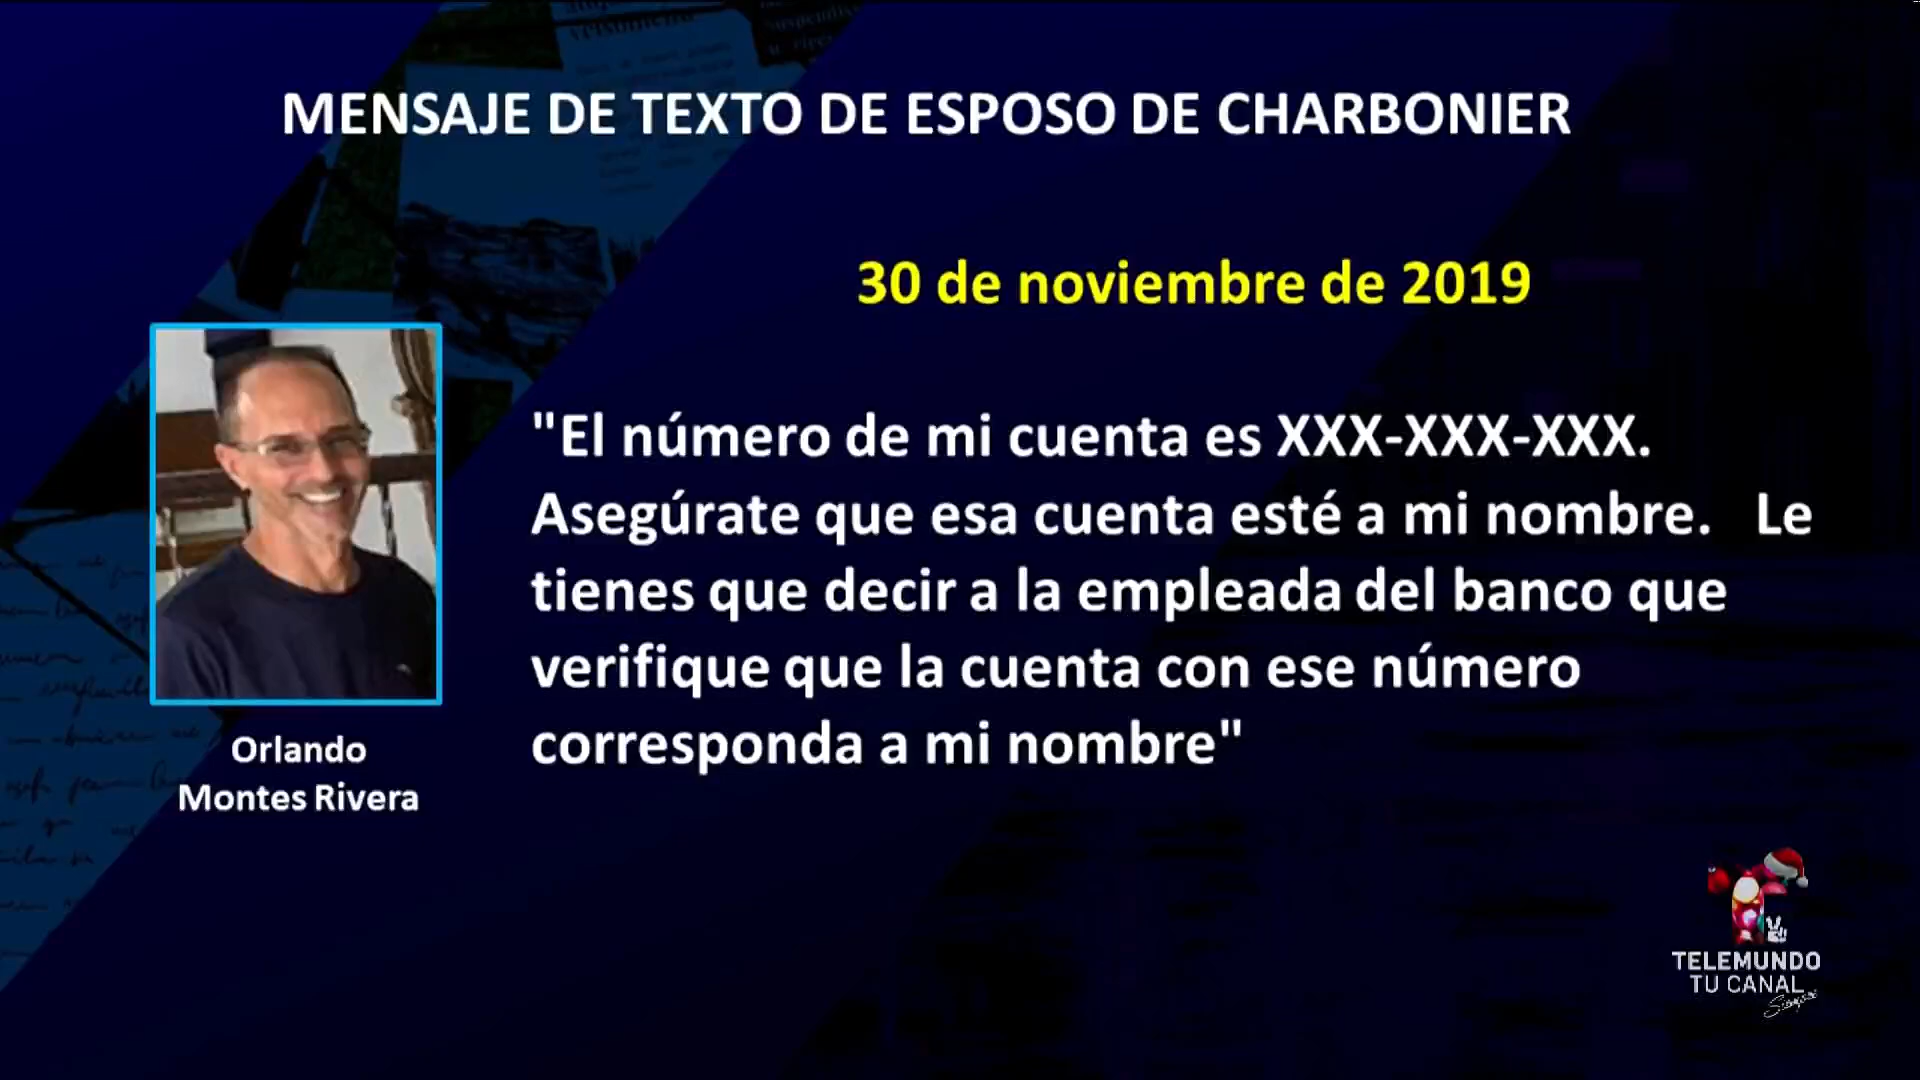 MENSAJE DE TEXTO DE ESPOSO DE CHARBONIER
30 de noviembre de 2019
"El número de mi cuenta es XXX-XXX-XXX.
Asegúrate que esa cuenta esté a mi nombre. Le
tienes que decir a la empleada del banco que
verifique que la cuenta con ese número
corresponda a mi nombre"
Orlando
Montes Rivera
TELEMUNDO
TU CANAL
Siempre